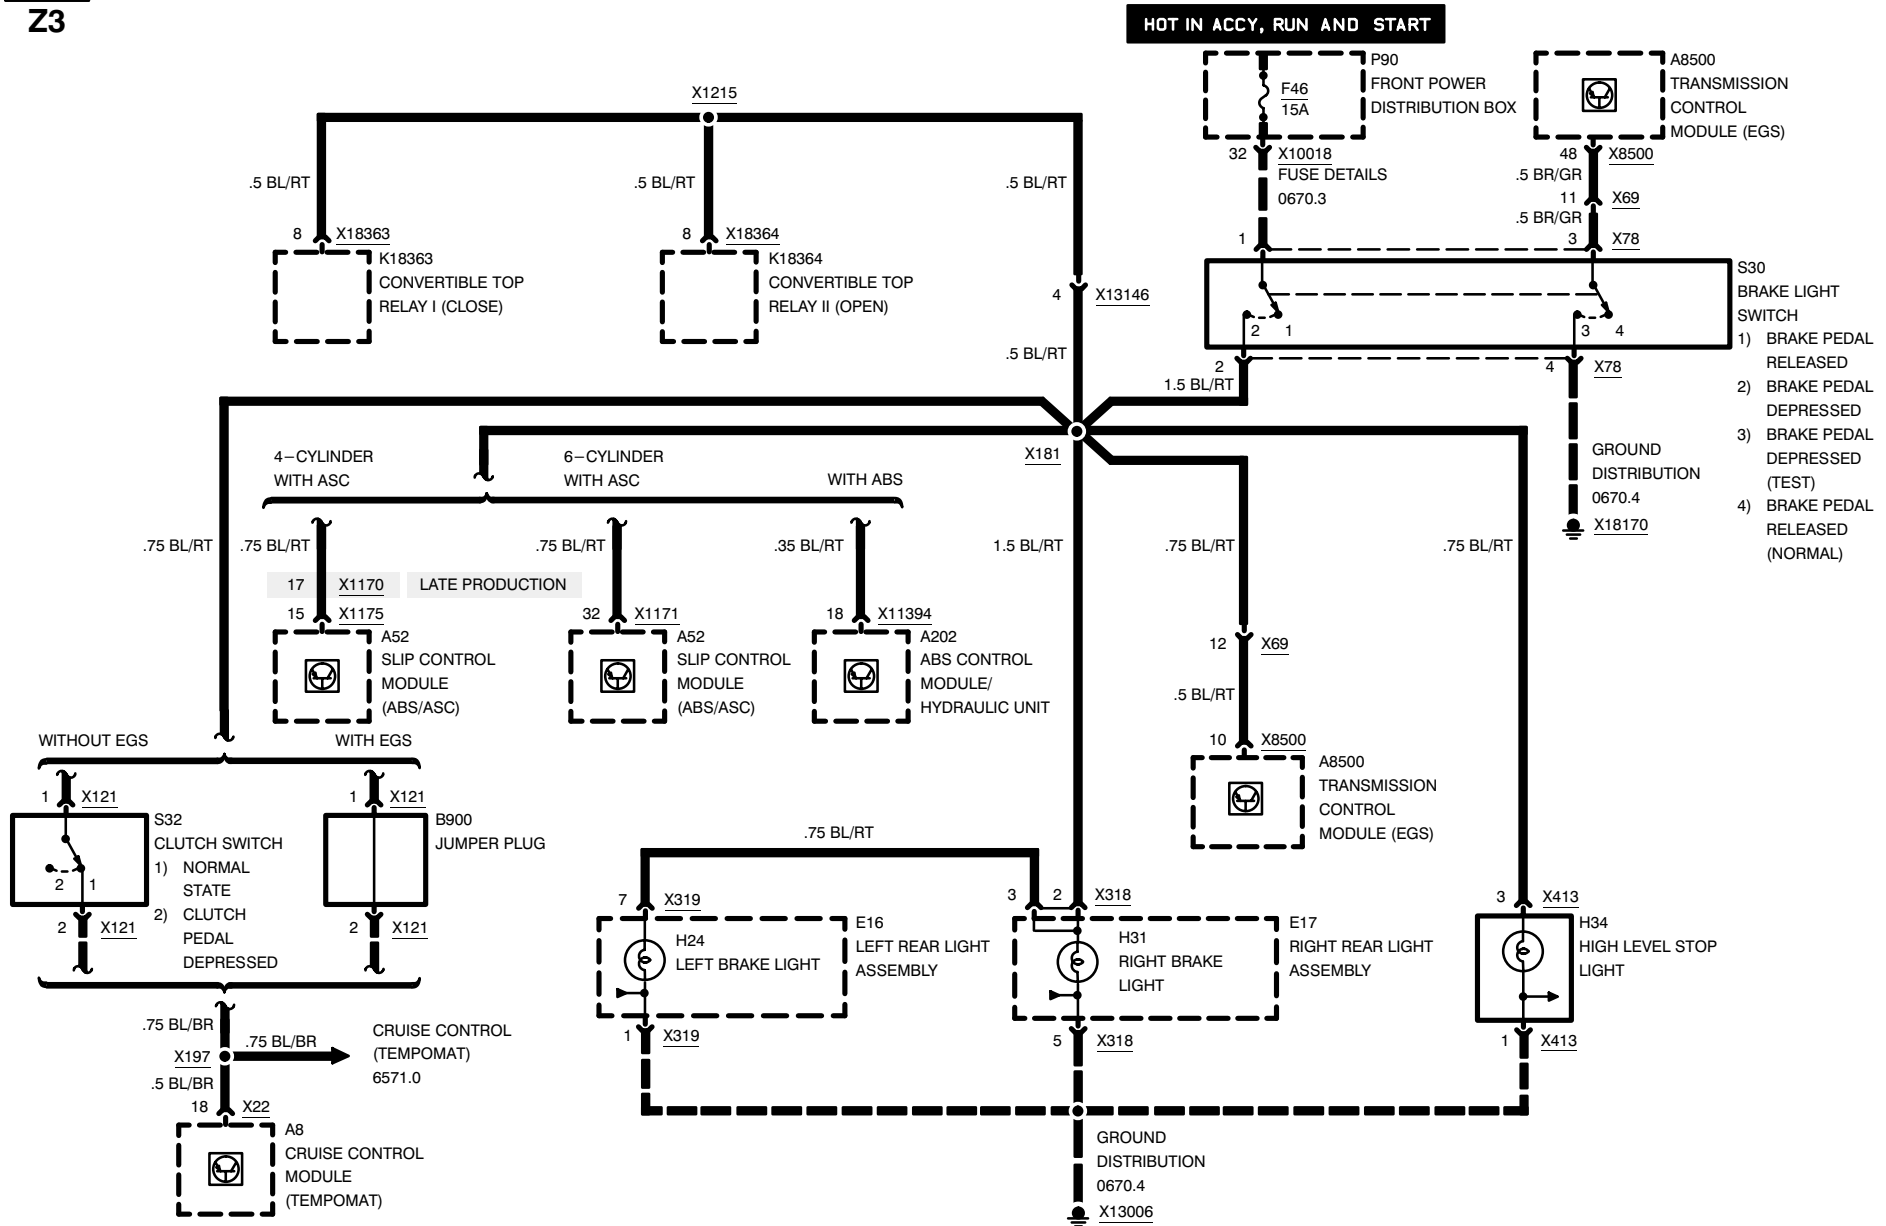 Z3
HOT IN ACCY, RUN AND START
P90
FRONT POWER
DISTRIBUTION BOX
F46
15A
A8500
TRANSMISSION
CONTROL
MODULE (EGS)
32 X10018
FUSE DETAILS
0670.3
48 X8500
.5 BR/GR
11 X69
.5 BR/GR
1
3 X78
S30
BRAKE LIGHT
SWITCH
1) BRAKE PEDAL
RELEASED
2) BRAKE PEDAL
DEPRESSED
3) BRAKE PEDAL
DEPRESSED
(TEST)
4) BRAKE PEDAL
RELEASED
(NORMAL)
2 1
3 4
2
4 X78
1.5 BL/RT
GROUND
DISTRIBUTION
0670.4
X18170
X1215
.5 BL/RT
.5 BL/RT
.5 BL/RT
8 X18363
K18363
CONVERTIBLE TOP
RELAY I (CLOSE)
8 X18364
K18364
CONVERTIBLE TOP
RELAY II (OPEN)
4 X13146
.5 BL/RT
X181
4-CYLINDER
WITH ASC
6-CYLINDER
WITH ASC
WITH ABS
.75 BL/RT
.75 BL/RT
.75 BL/RT
.35 BL/RT
1.5 BL/RT
.75 BL/RT
.75 BL/RT
17 X1170 LATE PRODUCTION
15 X1175
A52
SLIP CONTROL
MODULE
(ABS/ASC)
32 X1171
A52
SLIP CONTROL
MODULE
(ABS/ASC)
18 X11394
A202
ABS CONTROL
MODULE/
HYDRAULIC UNIT
12 X69
.5 BL/RT
10 X8500
A8500
TRANSMISSION
CONTROL
MODULE (EGS)
WITHOUT EGS
WITH EGS
1 X121
S32
CLUTCH SWITCH
1) NORMAL
STATE
2) CLUTCH
PEDAL
DEPRESSED
2 1
2 X121
1 X121
B900
JUMPER PLUG
2 X121
.75 BL/BR
X197
.75 BL/BR
CRUISE CONTROL
(TEMPOMAT)
6571.0
.5 BL/BR
18 X22
A8
CRUISE CONTROL
MODULE
(TEMPOMAT)
.75 BL/RT
7 X319
H24
LEFT BRAKE LIGHT
E16
LEFT REAR LIGHT
ASSEMBLY
1 X319
3 2 X318
H31
RIGHT BRAKE
LIGHT
E17
RIGHT REAR LIGHT
ASSEMBLY
5 X318
3 X413
H34
HIGH LEVEL STOP
LIGHT
1 X413
GROUND
DISTRIBUTION
0670.4
X13006